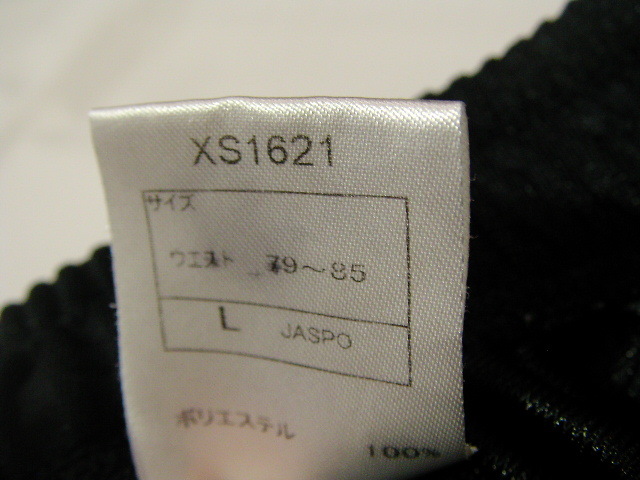 XS1621
サイズ
ウエスト 79～85
L JASPO
ポリエステル
100%